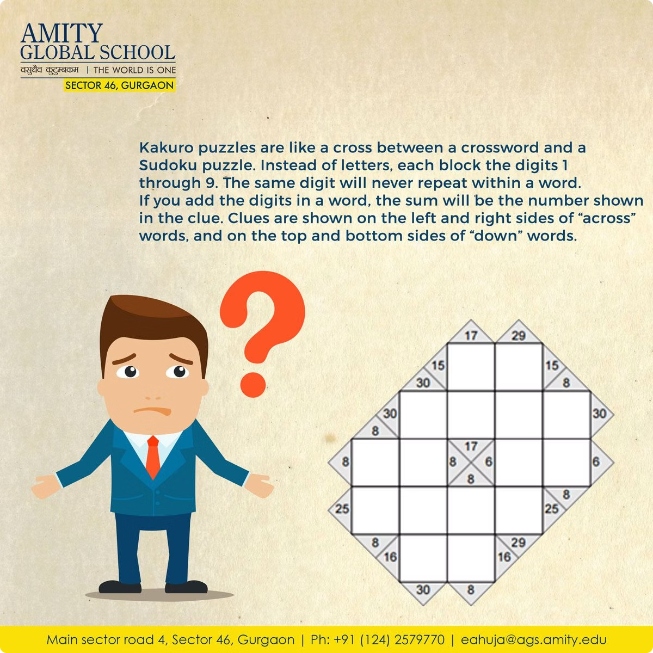 AMITY
GLOBAL SCHOOL
वसुधैव कुटुम्बकम | THE WORLD IS ONE
SECTOR 46, GURGAON
Kakuro puzzles are like a cross between a crossword and a
Sudoku puzzle. Instead of letters, each block the digits 1
through 9. The same digit will never repeat within a word.
If you add the digits in a word, the sum will be the number shown
in the clue. Clues are shown on the left and right sides of “across”
words, and on the top and bottom sides of “down” words.
17 29
15 15
30 8
30 30
8
17
8 8 6 6
8
8
25 25
8 29
16 16
30 8
Main sector road 4, Sector 46, Gurgaon | Ph: +91 (124) 2579770 | eahuja@ags.amity.edu